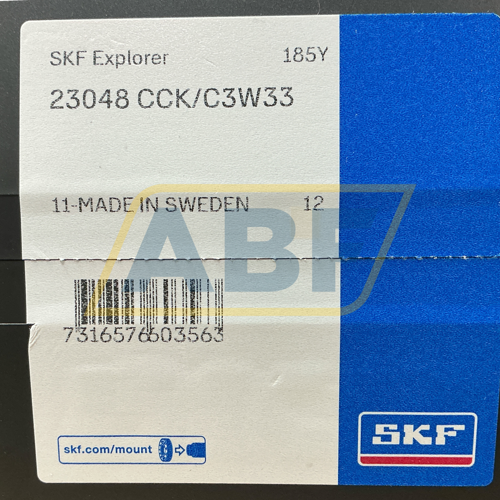 SKF Explorer 185Y
23048 CCK/C3W33
11-MADE IN SWEDEN 12
ABF
7316576603563
skf.com/mount
SKF